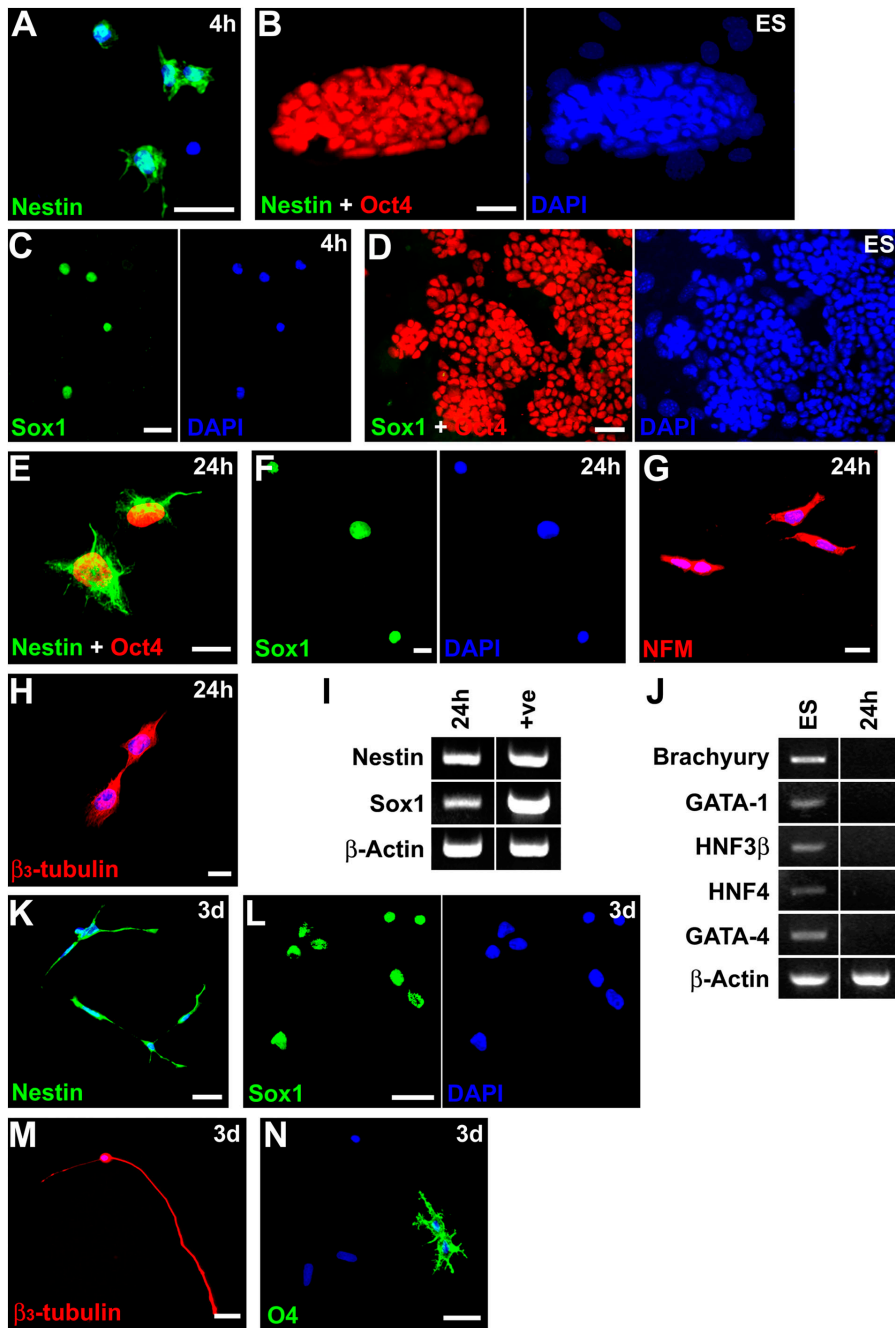 A 4h
Nestin
B ES
Nestin + Oct4 DAPI
C 4h
Sox1 DAPI
D ES
Sox1 + Oct4 DAPI
E 24h
Nestin + Oct4
F 24h
Sox1 DAPI
G 24h
NFM
H 24h
β3-tubulin
I 24h +ve
Nestin
Sox1
β-Actin
J ES 24h
Brachyury
GATA-1
HNF3β
HNF4
GATA-4
β-Actin
K 3d
Nestin
L 3d
Sox1 DAPI
M 3d
β3-tubulin
N 3d
O4